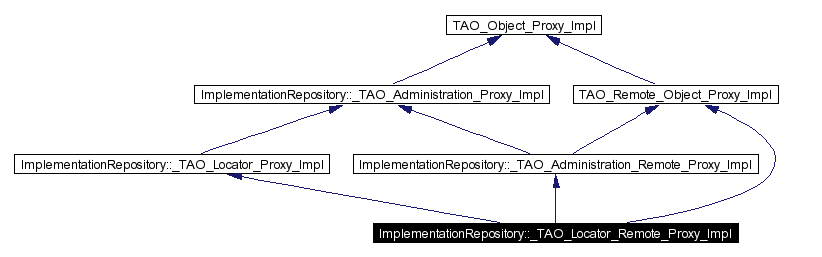 TAO_Object_Proxy_Impl
ImplementationRepository::_TAO_Administration_Proxy_Impl
TAO_Remote_Object_Proxy_Impl
ImplementationRepository::_TAO_Locator_Proxy_Impl
ImplementationRepository::_TAO_Administration_Remote_Proxy_Impl
ImplementationRepository::_TAO_Locator_Remote_Proxy_Impl